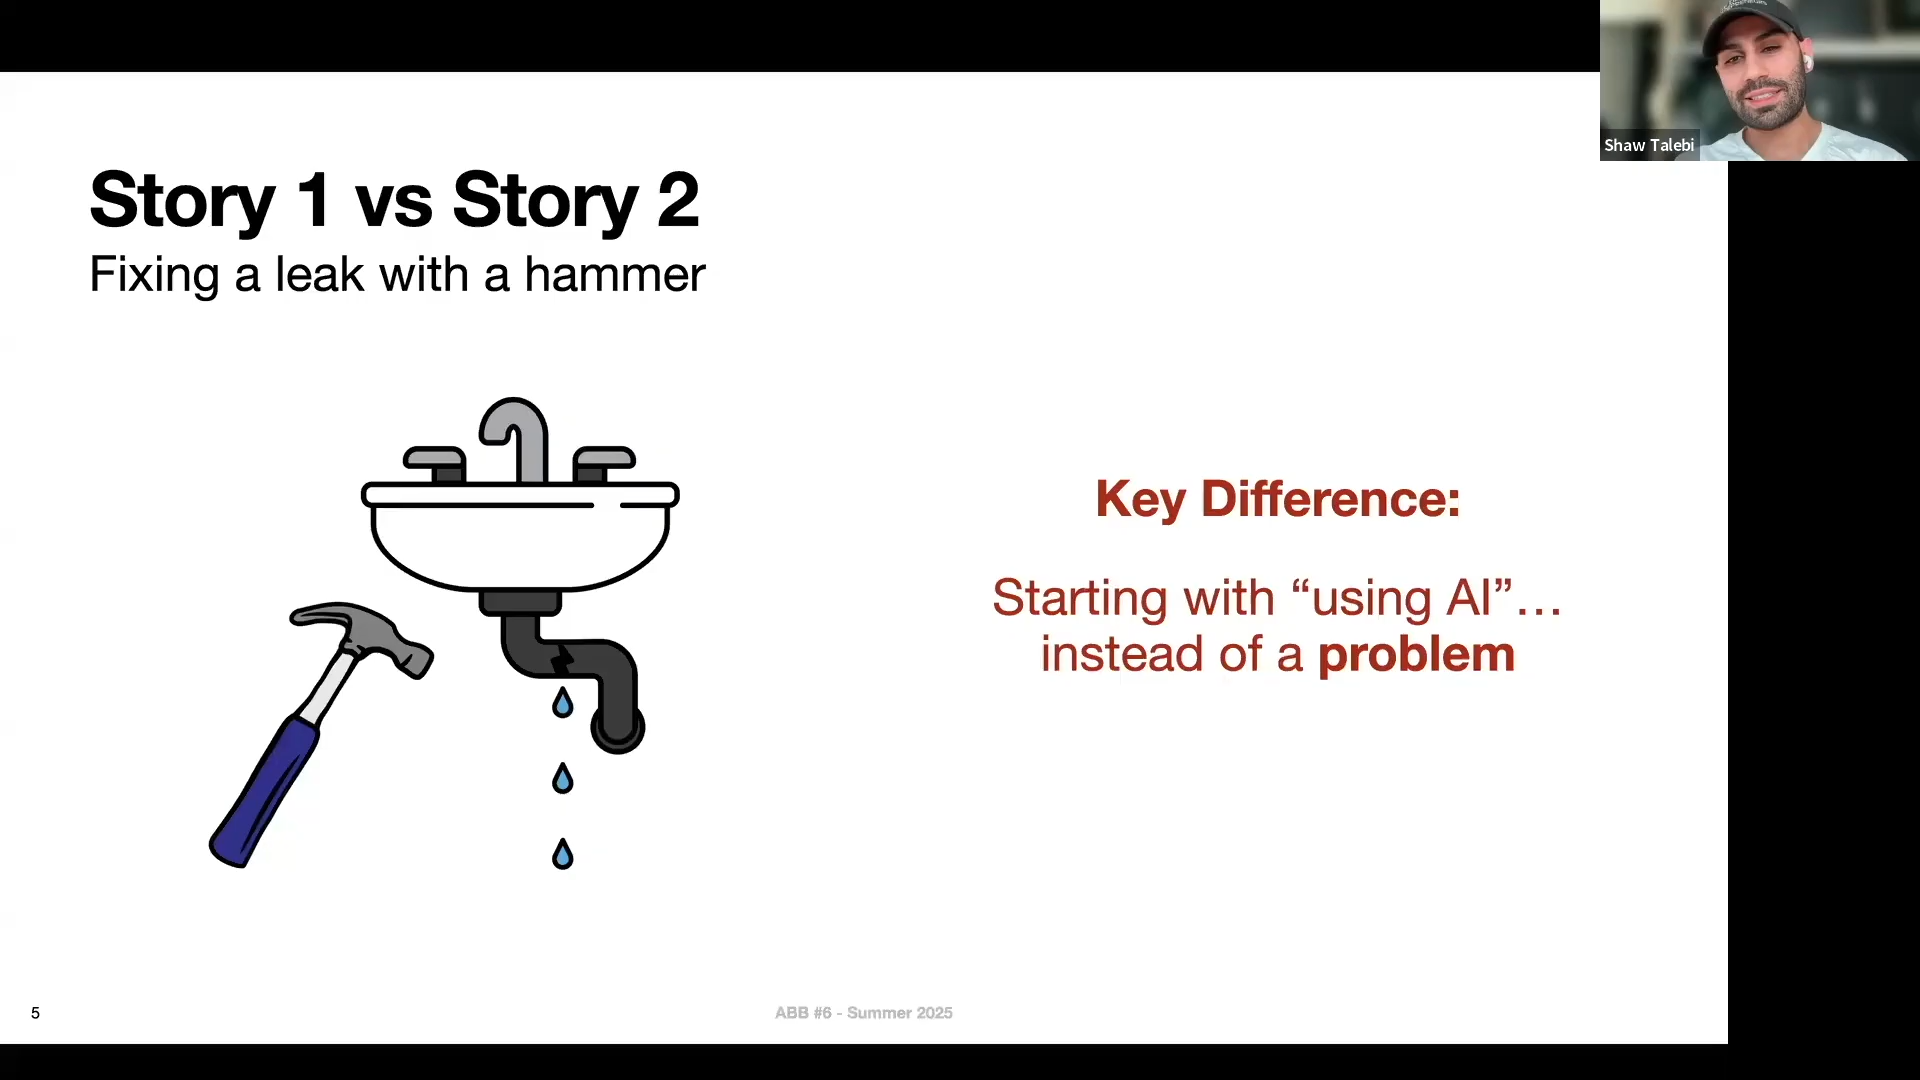 Shaw Talebi
Story 1 vs Story 2
Fixing a leak with a hammer
Key Difference:
Starting with “using AI”…
instead of a problem
5
ABB #6 - Summer 2025